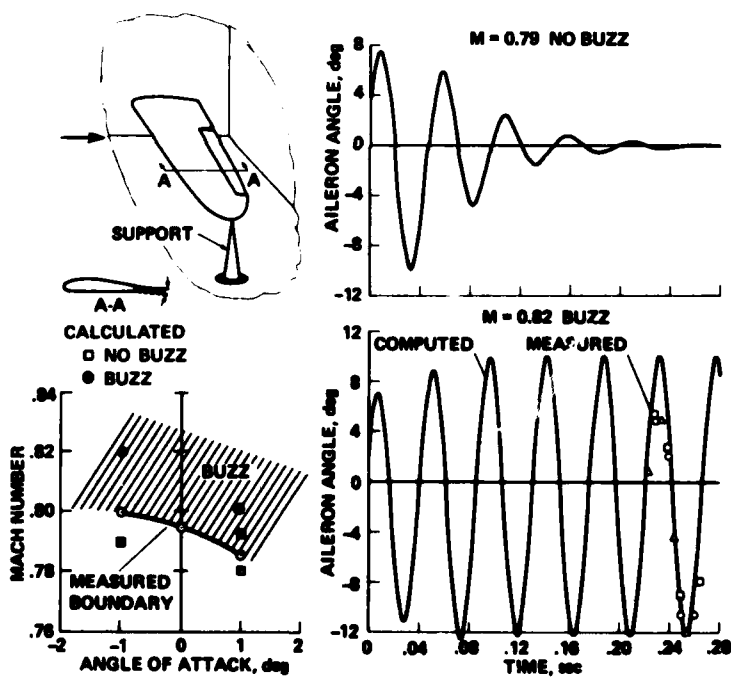 A A
SUPPORT
A-A
CALCULATED
NO BUZZ
BUZZ
.84
.82
.80
.78
.76
MACH NUMBER
BUZZ
MEASURED
BOUNDARY
-2 -1 0 1 2
ANGLE OF ATTACK, deg
M = 0.79 NO BUZZ
AILERON ANGLE, deg
8
4
0
-4
-8
-12
M = 0.82 BUZZ
COMPUTED MEASURED
AILERON ANGLE, deg
12
8
4
0
-4
-8
-12
0 .04 .08 .12 .16 .20 .24 .28
TIME, sec